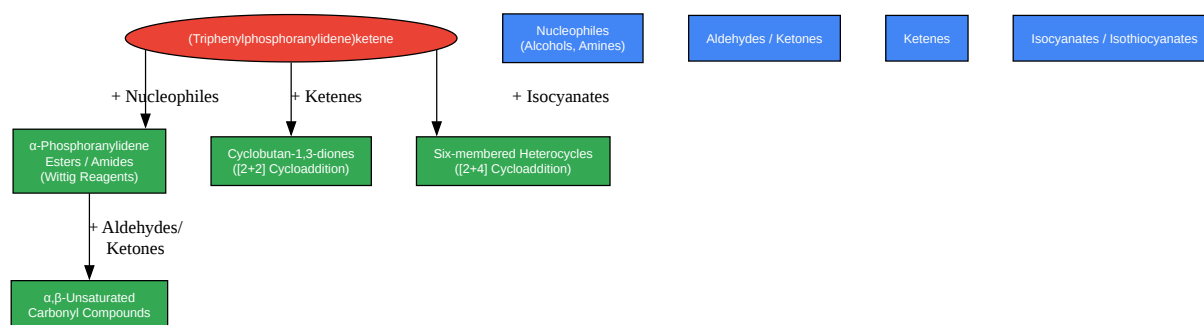 (Triphenylphosphoranylidene)ketene
Nucleophiles
(Alcohols, Amines)
Aldehydes / Ketones
Ketenes
Isocyanates / Isothiocyanates
+ Nucleophiles
+ Ketenes
+ Isocyanates
α-Phosphoranylidene
Esters / Amides
(Wittig Reagents)
Cyclobutan-1,3-diones
([2+2] Cycloaddition)
Six-membered Heterocycles
([2+4] Cycloaddition)
+ Aldehydes/
Ketones
α,β-Unsaturated
Carbonyl Compounds